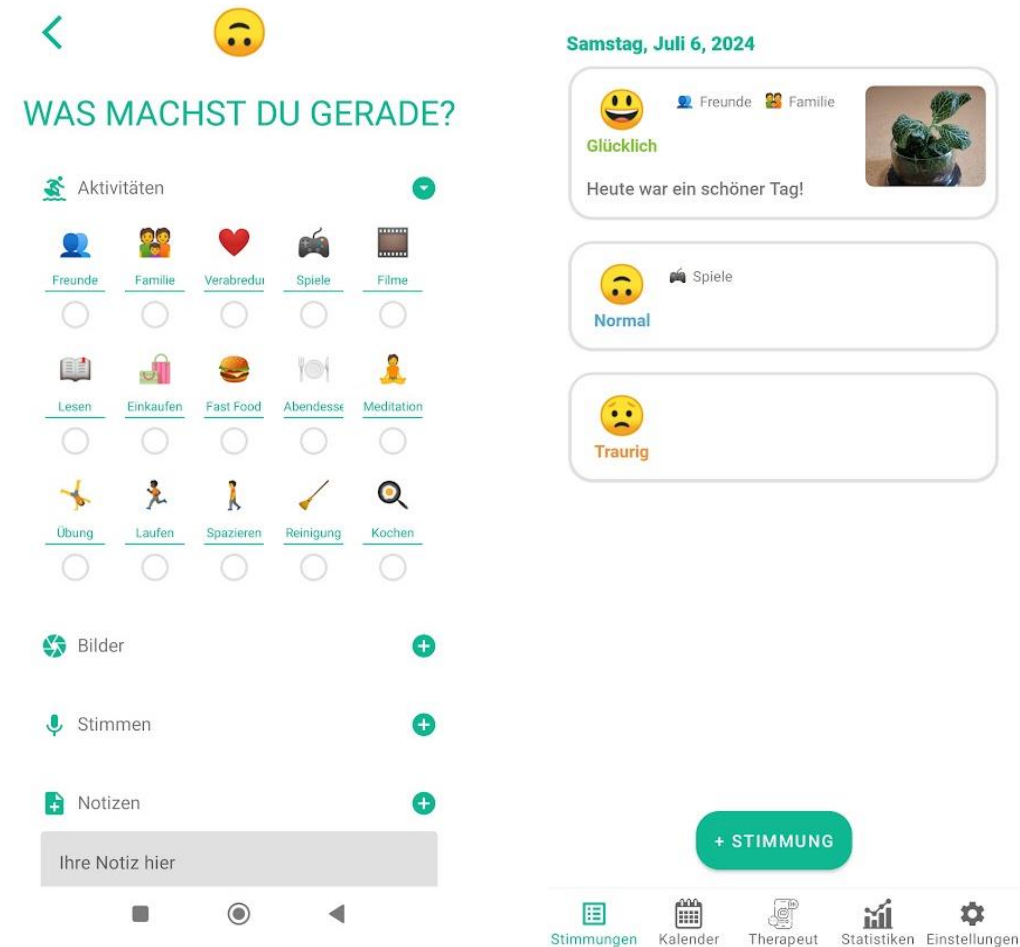 WAS MACHST DU GERADE?
Aktivitäten
Freunde Familie Verabredui Spiele Filme
Lesen Einkaufen Fast Food Abendesse Meditation
Übung Laufen Spazieren Reinigung Kochen
Bilder
Stimmen
Notizen
Ihre Notiz hier
Samstag, Juli 6, 2024
Freunde Familie
Glücklich
Heute war ein schöner Tag!
Spiele
Normal
Traurig
+ STIMMUNG
Stimmungen Kalender Therapeut Statistiken Einstellungen